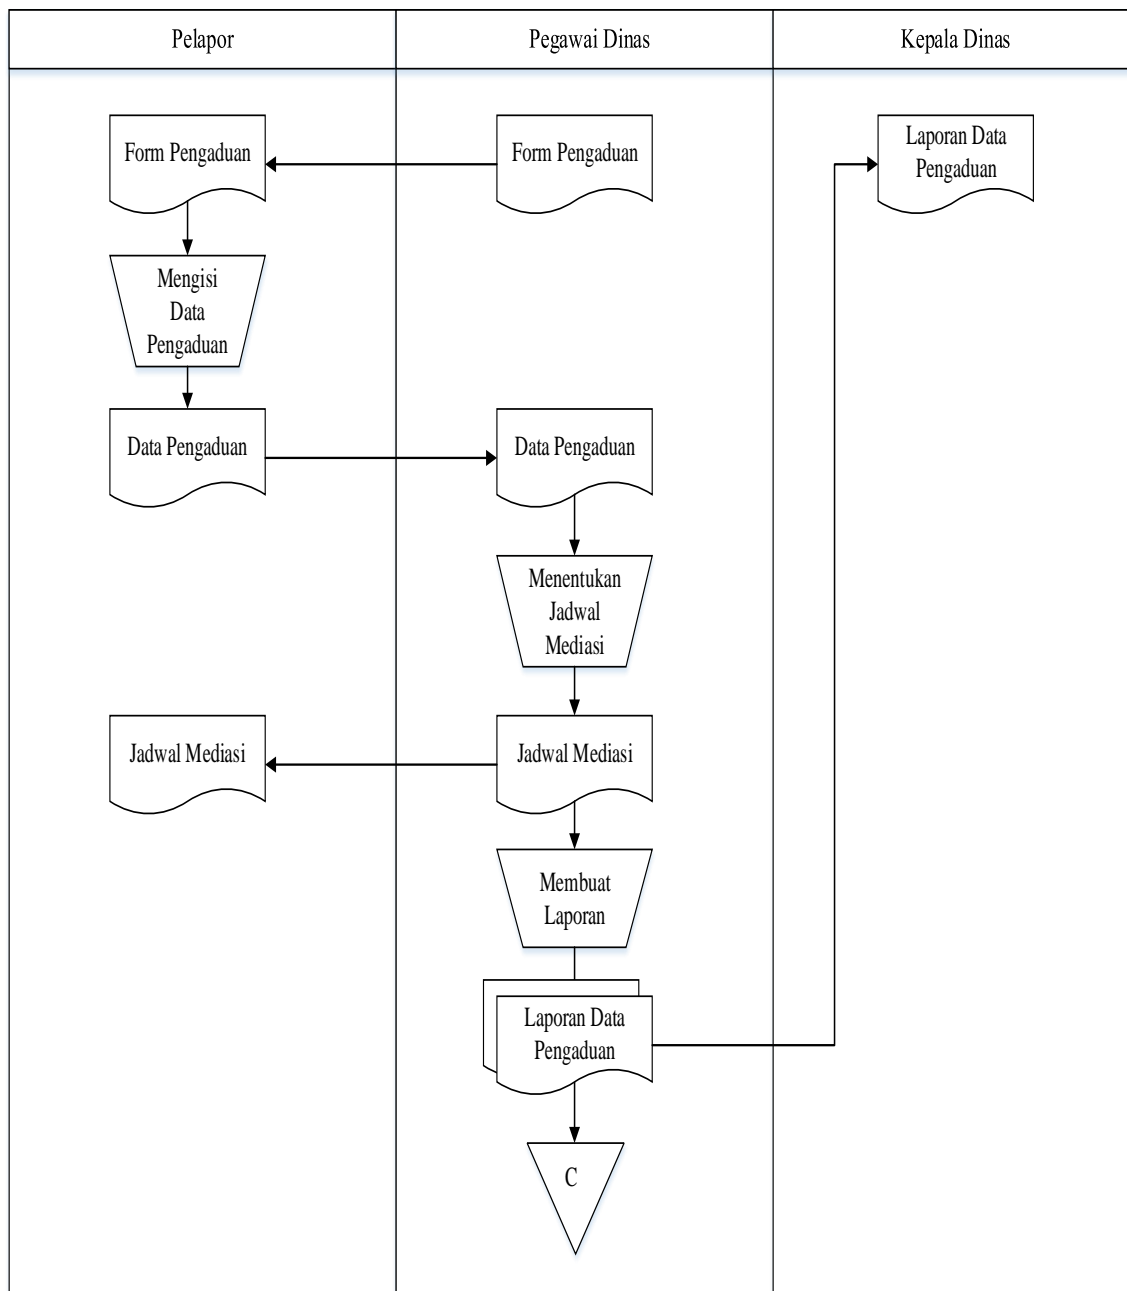 Pelapor
Pegawai Dinas
Kepala Dinas
Form Pengaduan
Form Pengaduan
Laporan Data
Pengaduan
Mengisi
Data
Pengaduan
Data Pengaduan
Data Pengaduan
Menentukan
Jadwal
Mediasi
Jadwal Mediasi
Jadwal Mediasi
Membuat
Laporan
Laporan Data
Pengaduan
C